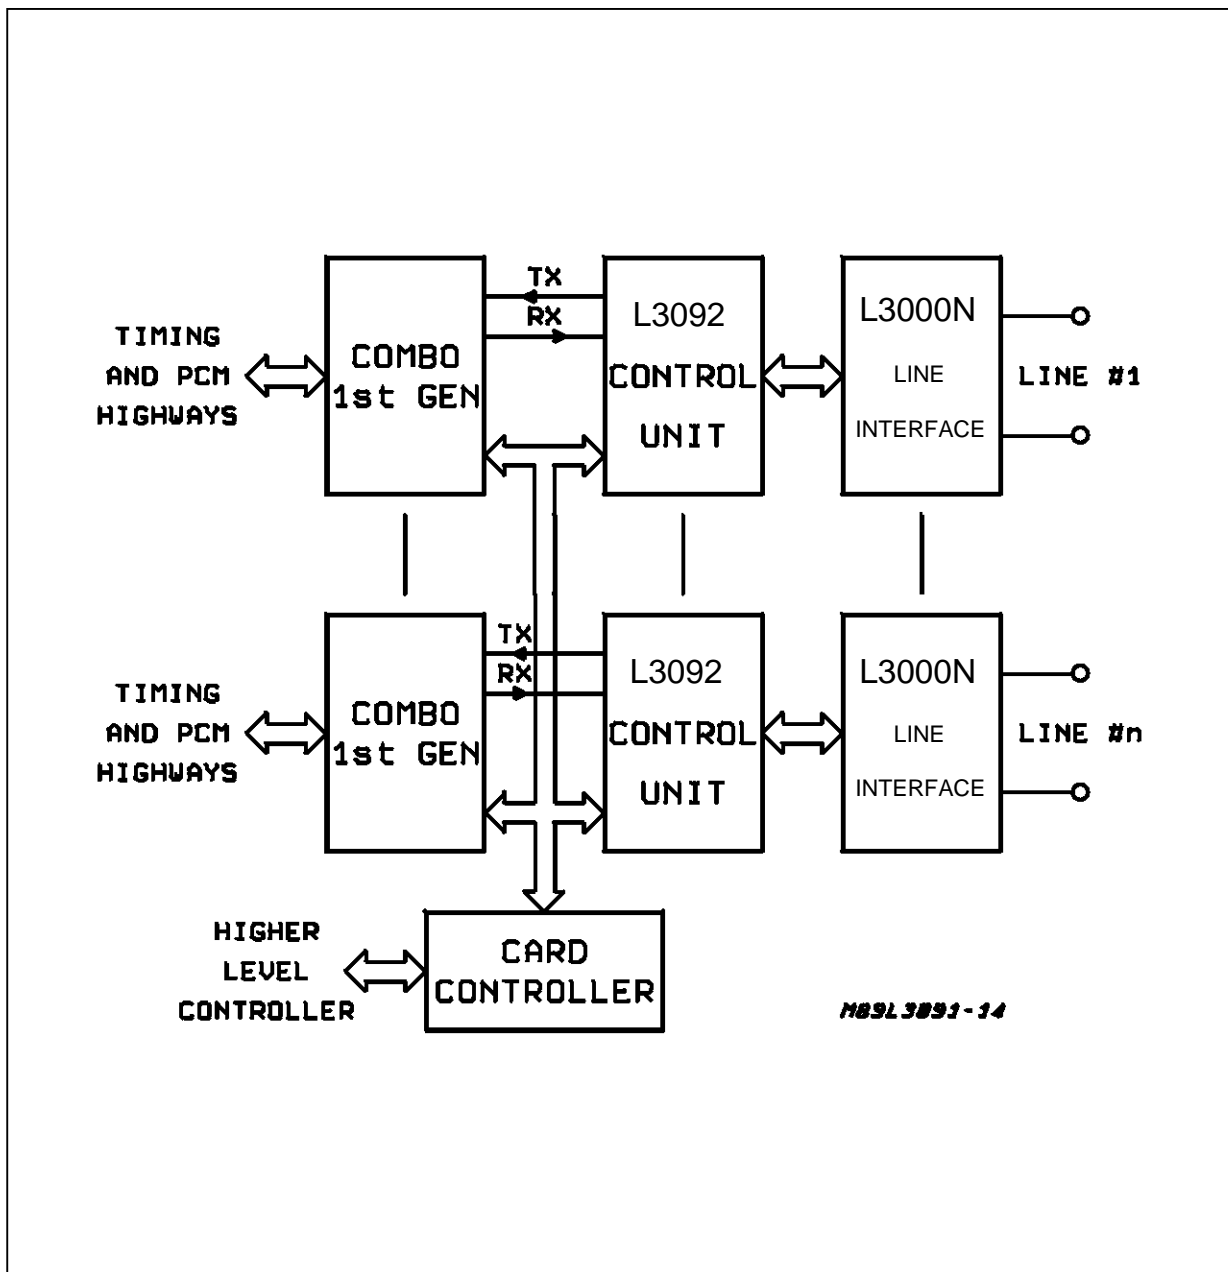 TX
RX
TIMING
AND PCM
HIGHWAYS
COMBO
1st GEN
L3092
CONTROL
UNIT
L3000N
LINE
INTERFACE
LINE #1
TX
RX
TIMING
AND PCM
HIGHWAYS
COMBO
1st GEN
L3092
CONTROL
UNIT
L3000N
LINE
INTERFACE
LINE #n
HIGHER
LEVEL
CONTROLLER
CARD
CONTROLLER
M89L3091-14